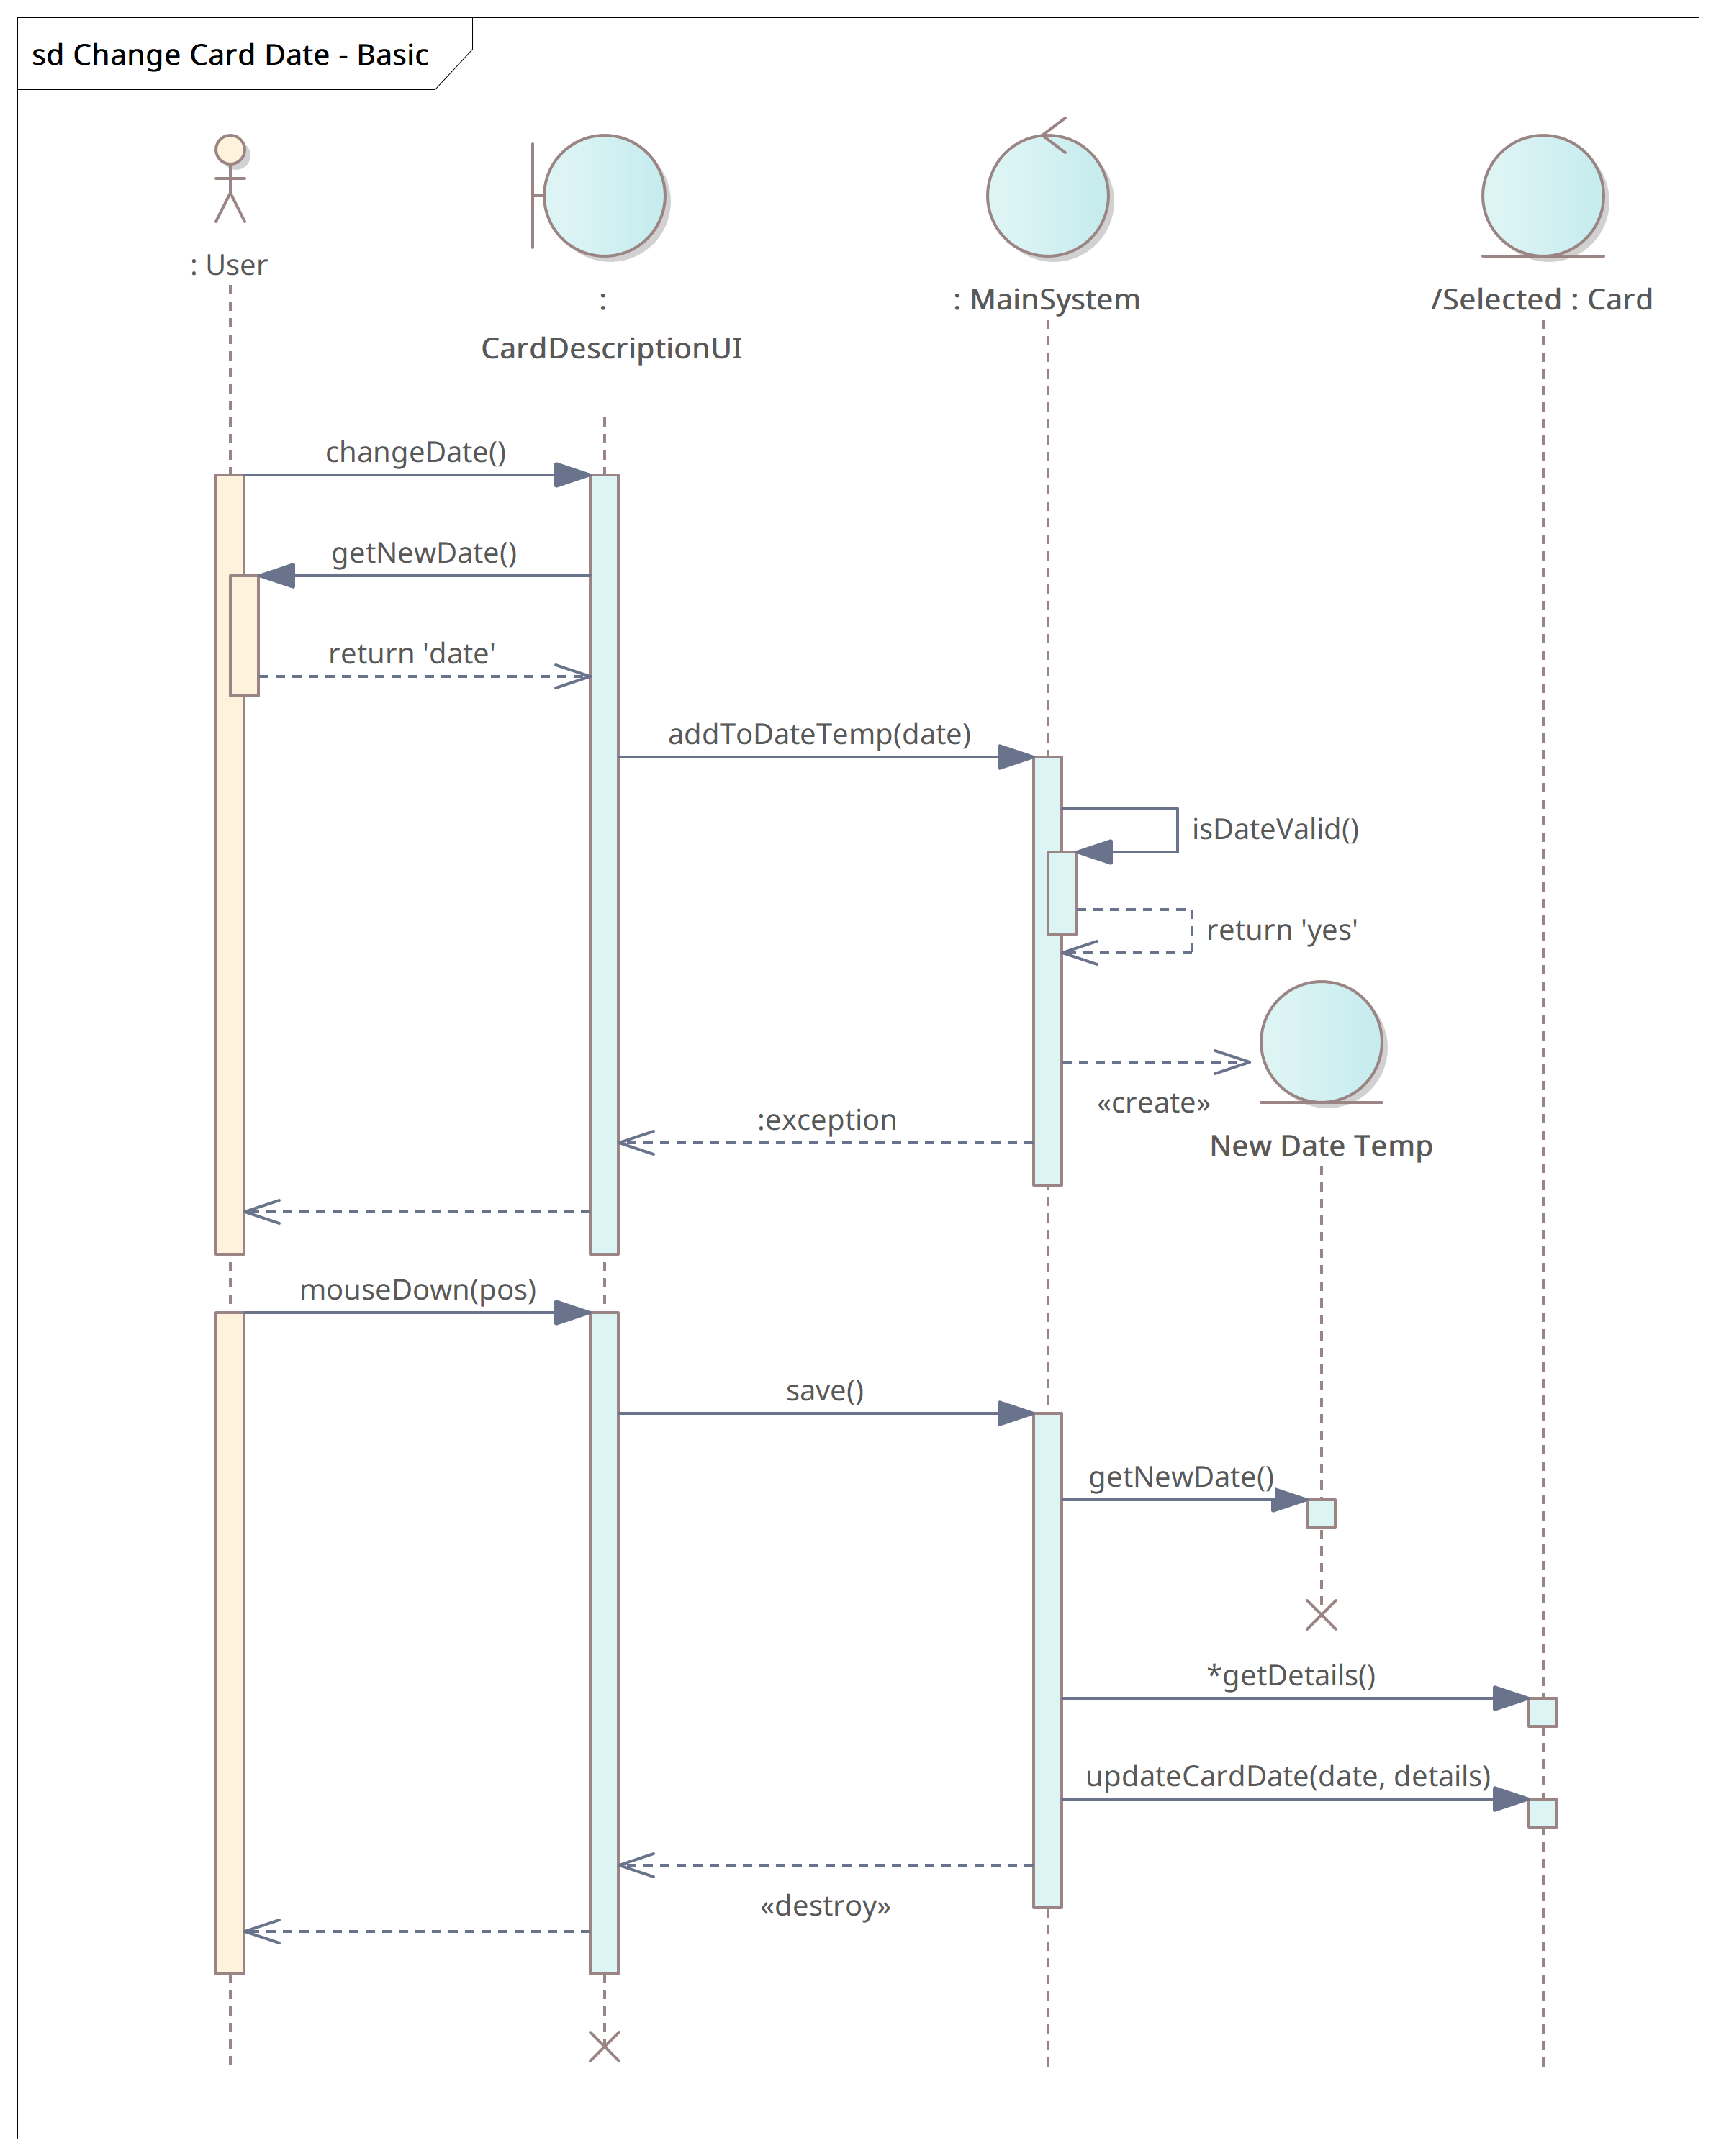 sd Change Card Date - Basic
: User
:
CardDescriptionUI
: MainSystem
/Selected : Card
changeDate()
getNewDate()
return 'date'
addToDateTemp(date)
isDateValid()
return 'yes'
«create»
:exception
New Date Temp
mouseDown(pos)
save()
getNewDate()
*getDetails()
updateCardDate(date, details)
«destroy»